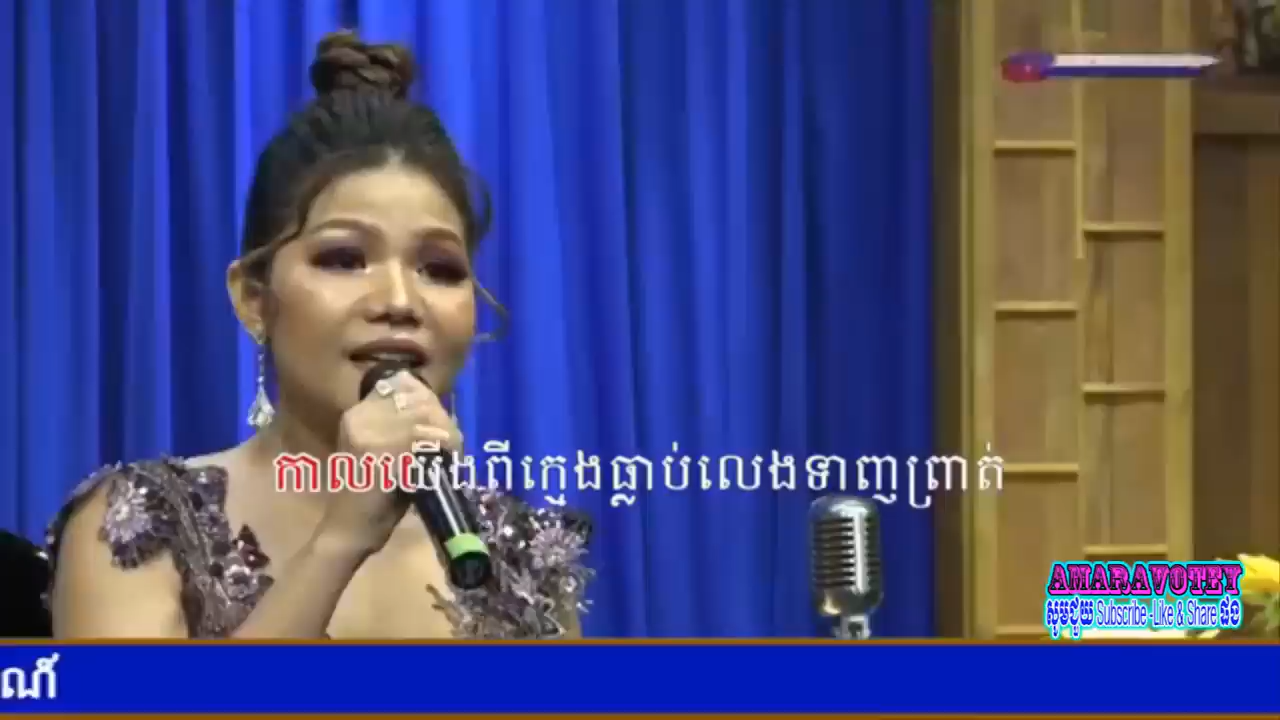 កាលយើងពីក្មេងធ្លាប់លេងទាញព្រ័ត្រ
AMARAVOTEY
សូមជួយ Subscribe -Like & Share ផង
ណ៍